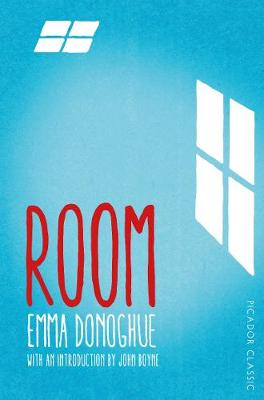 ROOM
EMMA DONOGHUE
WITH AN INTRODUCTION BY JOHN BOYNE
PICADOR CLASSIC